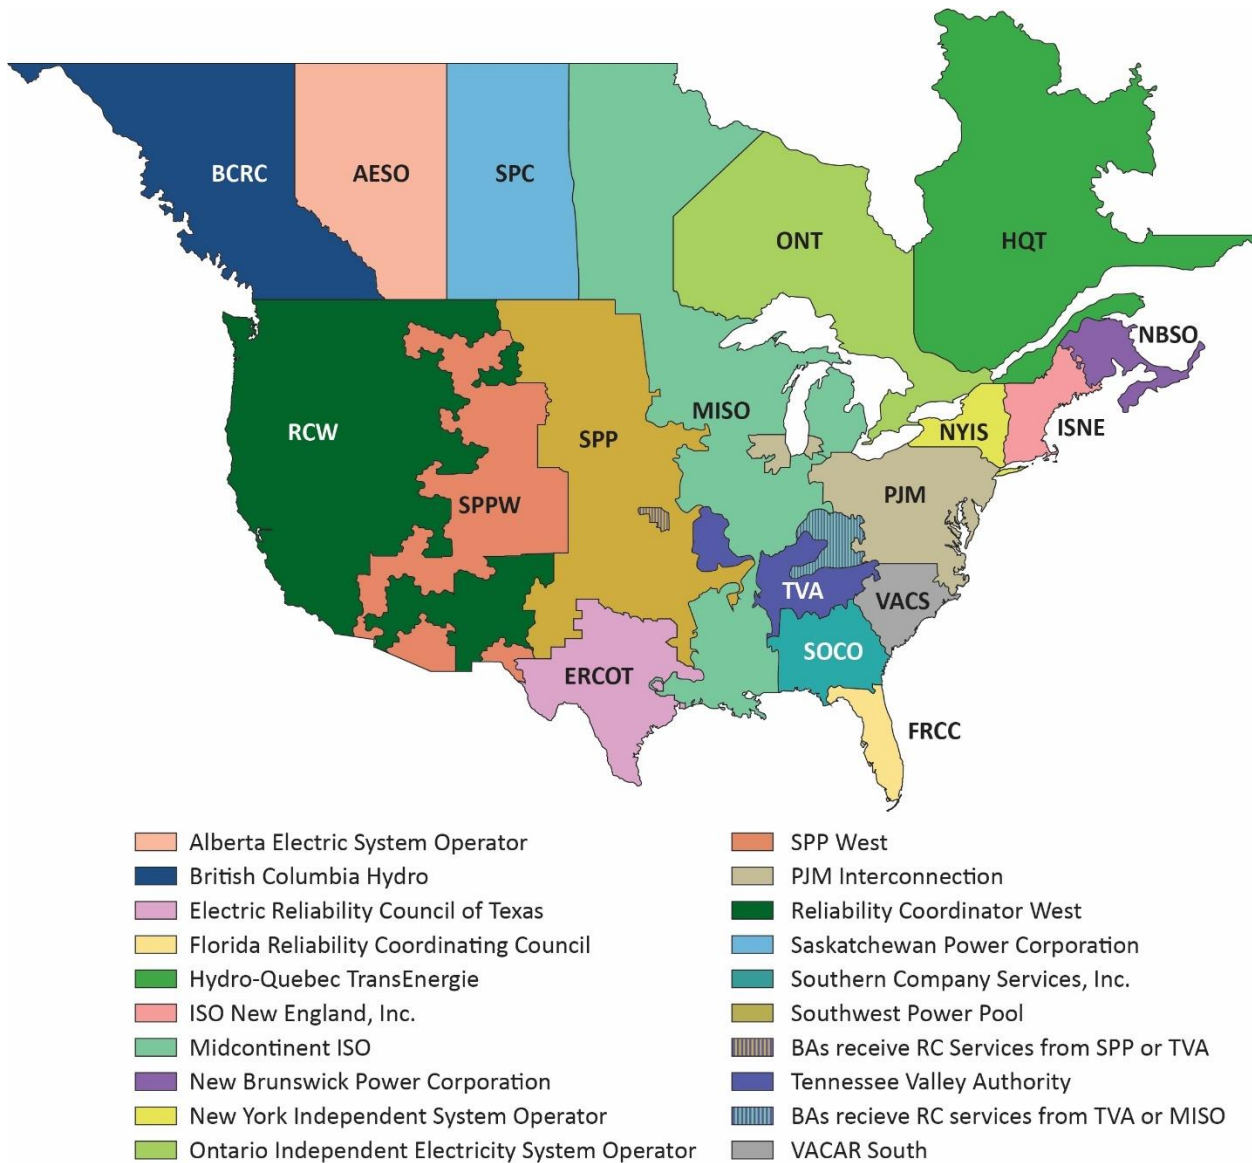 BCRC
AESO
SPC
ONT
HQT
NBSO
RCW
SPP
MISO
NYIS
ISNE
SPPW
PJM
TVA
VACS
SOCO
ERCOT
FRCC
Alberta Electric System Operator
British Columbia Hydro
Electric Reliability Council of Texas
Florida Reliability Coordinating Council
Hydro-Quebec TransEnergie
ISO New England, Inc.
Midcontinent ISO
New Brunswick Power Corporation
New York Independent System Operator
Ontario Independent Electricity System Operator
SPP West
PJM Interconnection
Reliability Coordinator West
Saskatchewan Power Corporation
Southern Company Services, Inc.
Southwest Power Pool
BAs receive RC Services from SPP or TVA
Tennessee Valley Authority
BAs recieve RC services from TVA or MISO
VACAR South